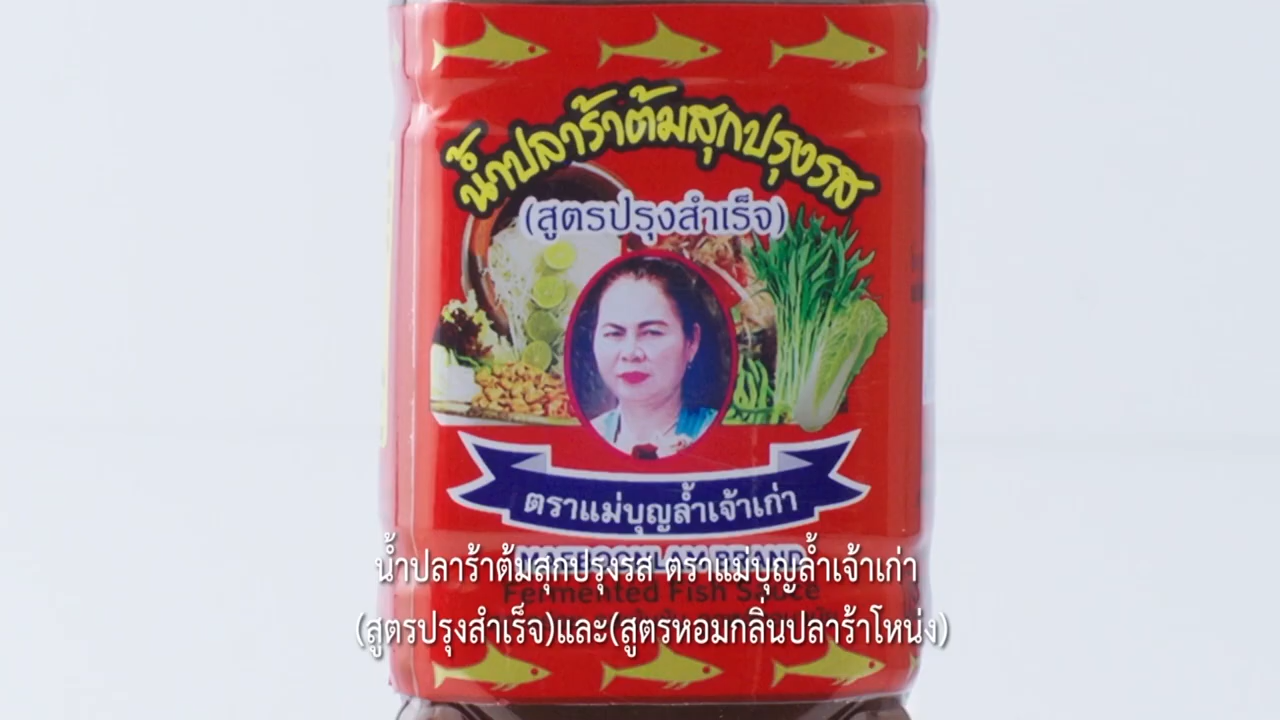 น้ำปลาร้าต้มสุกปรุงรส
(สูตรปรุงสำเร็จ)
ตราแม่บุญล้ำเจ้าเก่า
Fermented Fish Sauce
น้ำปลาร้าต้มสุกปรุงรส ตราแม่บุญล้ำเจ้าเก่า
(สูตรปรุงสำเร็จ)และ(สูตรหอมกลิ่นปลาร้าโหน่ง)